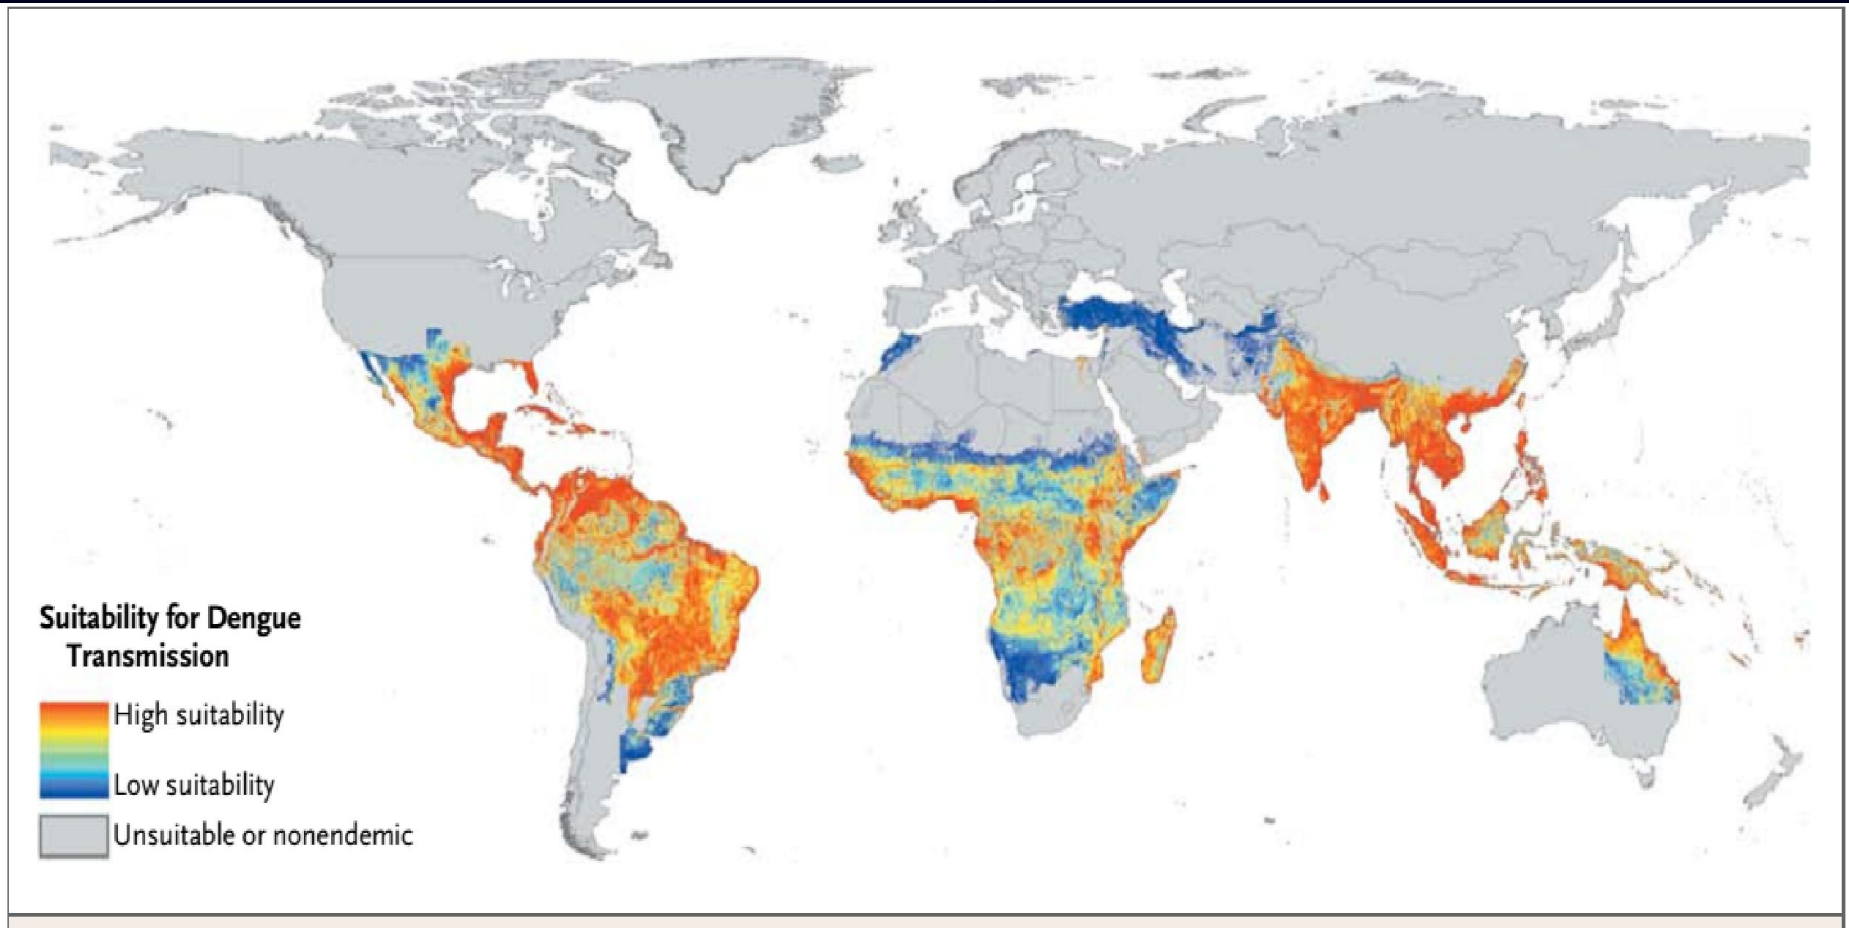 Suitability for Dengue
Transmission
High suitability
Low suitability
Unsuitable or nonendemic